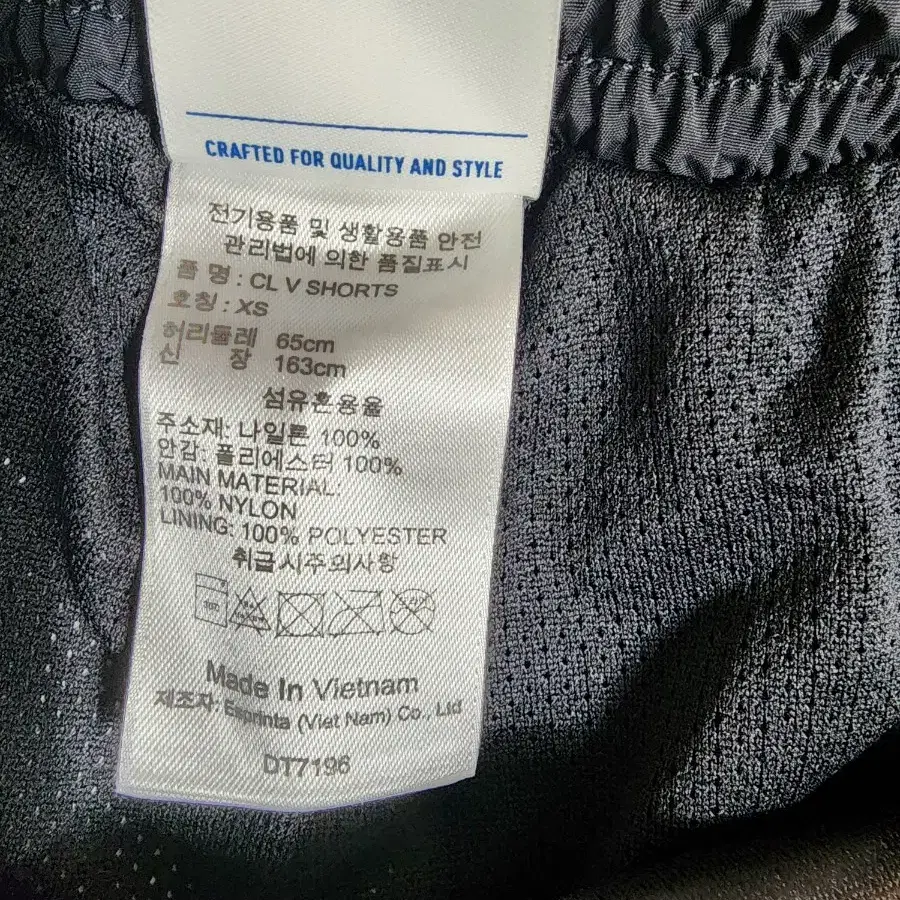 CRAFTED FOR QUALITY AND STYLE
전기용품 및 생활용품 안전
관리법에 의한 품질표시
품 명 : CL V SHORTS
호칭 : XS
허리둘레 65cm
신 장 163cm
섬유혼용율
주소재: 나일론 100%
안감: 폴리에스터 100%
MAIN MATERIAL:
100% NYLON
LINING: 100% POLYESTER
취급시주의사항
Made In Vietnam
제조자: Esprinta (Viet Nam) Co., Ltd
DT7196